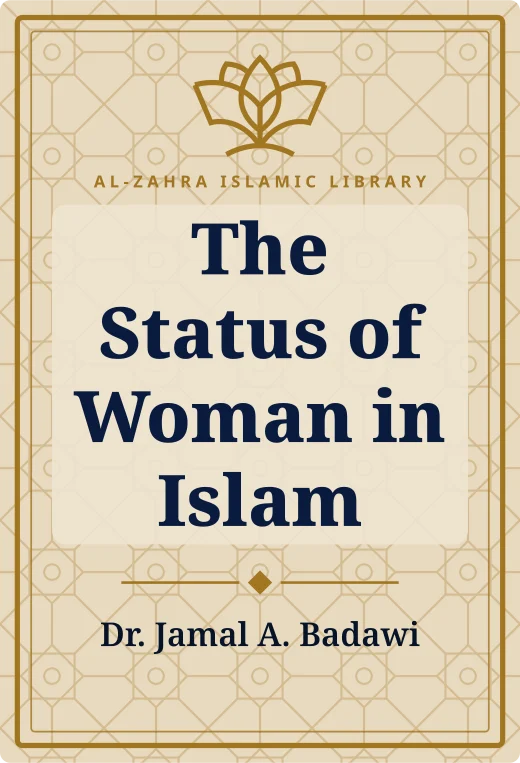 AL-ZAHRA ISLAMIC LIBRARY
The
Status of
Woman in
Islam
Dr. Jamal A. Badawi